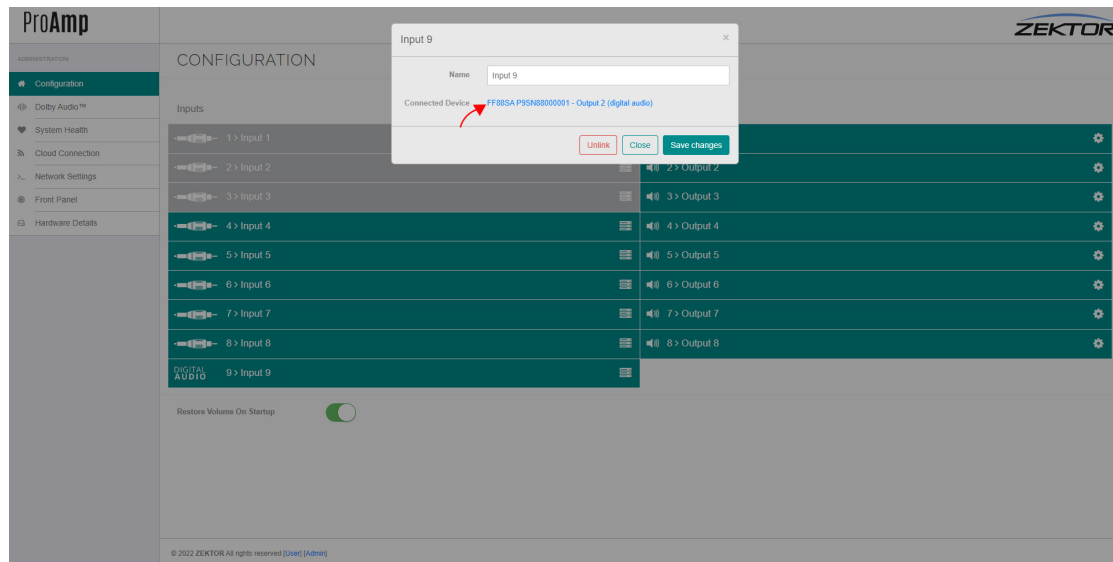 ProAmp
ZEKTOR
ADMINISTRATION
Configuration
Dolby Audio™
System Health
Cloud Connection
Network Settings
Front Panel
Hardware Details
CONFIGURATION
Input 9
×
Name
Input 9
Connected Device
FF88SA P9SN88000001 - Output 2 (digital audio)
Unlink
Close
Save changes
Inputs
1 > Input 1
2 > Input 2
2 > Output 2
3 > Input 3
3 > Output 3
4 > Input 4
4 > Output 4
5 > Input 5
5 > Output 5
6 > Input 6
6 > Output 6
7 > Input 7
7 > Output 7
8 > Input 8
8 > Output 8
DIGITAL AUDIO
9 > Input 9
Restore Volume On Startup
© 2022 ZEKTOR All rights reserved [User] [Admin]